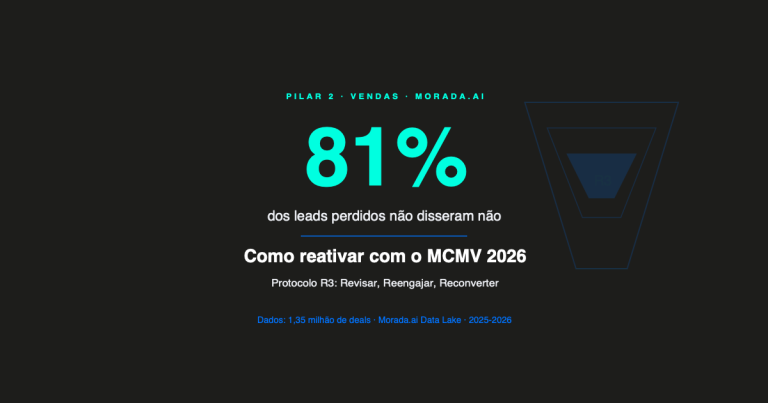 PILAR 2 · VENDAS · MORADA.AI
81%
dos leads perdidos não disseram não
Como reativar com o MCMV 2026
Protocolo R3: Revisar, Reengajar, Reconverter
Dados: 1,35 milhão de deals · Morada.ai Data Lake · 2025-2026